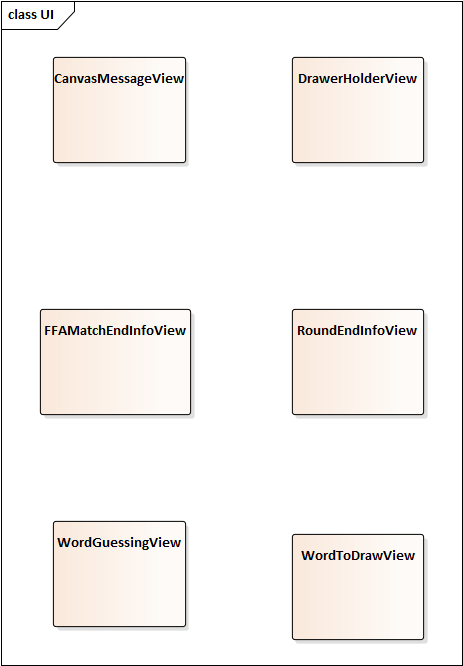 class UI
CanvasMessageView
DrawerHolderView
FFAMatchEndInfoView
RoundEndInfoView
WordGuessingView
WordToDrawView